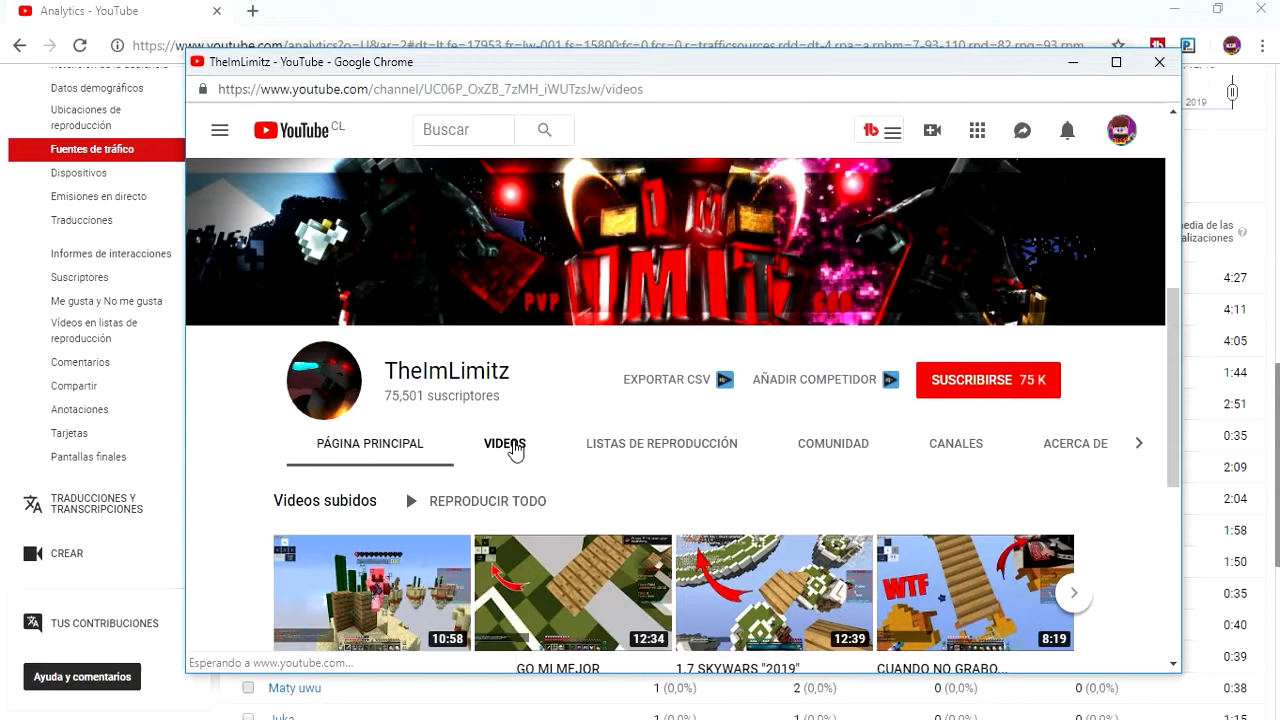 Analytics - YouTube
TheImLimitz - YouTube - Google Chrome
https://www.youtube.com/channel/UC06P_OxZB_7zMH_iWUTzsJw/videos
YouTube CL
Buscar
PVP
TheImLimitz
75,501 suscriptores
EXPORTAR CSV
AÑADIR COMPETIDOR
SUSCRIBIRSE 75 K
PÁGINA PRINCIPAL
VIDEOS
LISTAS DE REPRODUCCIÓN
COMUNIDAD
CANALES
ACERCA DE
Videos subidos
REPRODUCIR TODO
10:58
12:34
12:39
WTF
8:19
GO MI MEJOR
1.7 SKYWARS "2019"
CUANDO NO GRABO...
Esperando a www.youtube.com...
Datos demográficos
Ubicaciones de
reproducción
Fuentes de tráfico
Dispositivos
Emisiones en directo
Traducciones
Informes de interacciones
Suscriptores
Me gusta y No me gusta
Vídeos en listas de
reproducción
Comentarios
Compartir
Anotaciones
Tarjetas
Pantallas finales
TRADUCCIONES Y
TRANSCRIPCIONES
CREAR
TUS CONTRIBUCIONES
Ayuda y comentarios
2019
media de las
4:27
4:11
4:05
1:44
2:51
0:35
2:09
2:04
1:58
1:50
0:35
0:40
0:39
Maty uwu 1 (0,0%) 2 (0,0%) 0 (0,0%) 0 (0,0%) 0:38